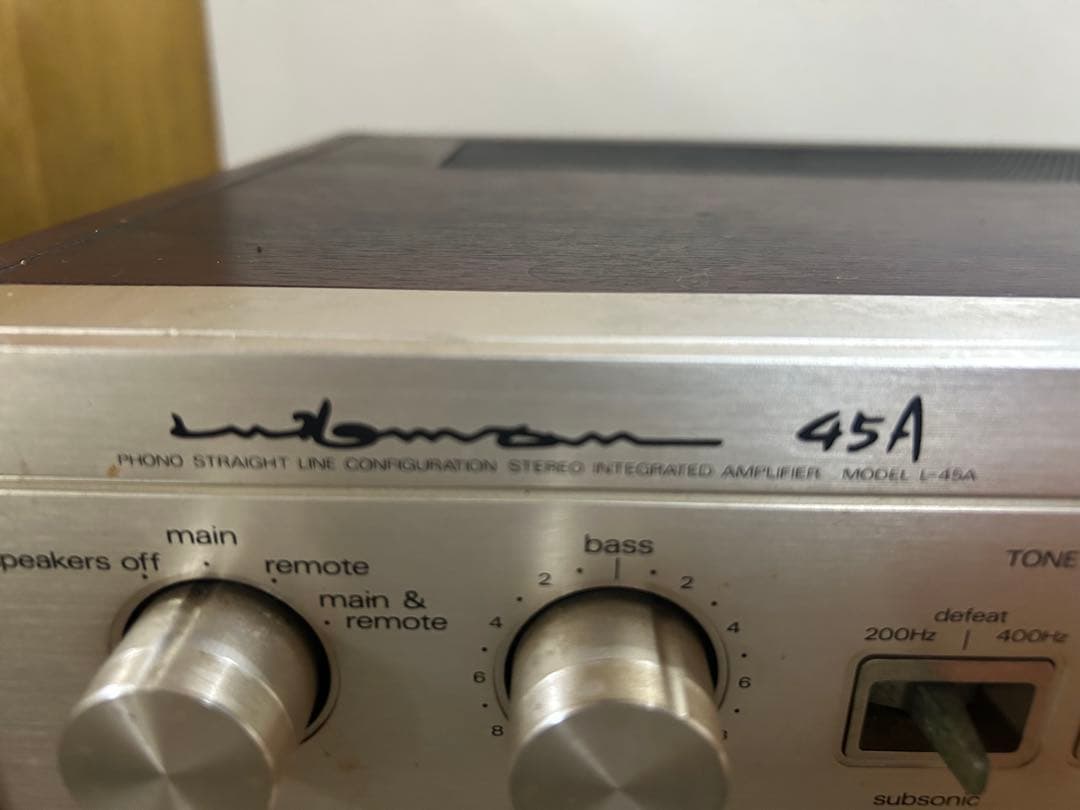 Luxman 45A
PHONO STRAIGHT LINE CONFIGURATION STEREO INTEGRATED AMPLIFIER MODEL L-45A
main
peakers off
remote
main &
remote
bass
2 2
4 4
6 6
8
TONE
defeat
200Hz 400Hz
subsonic